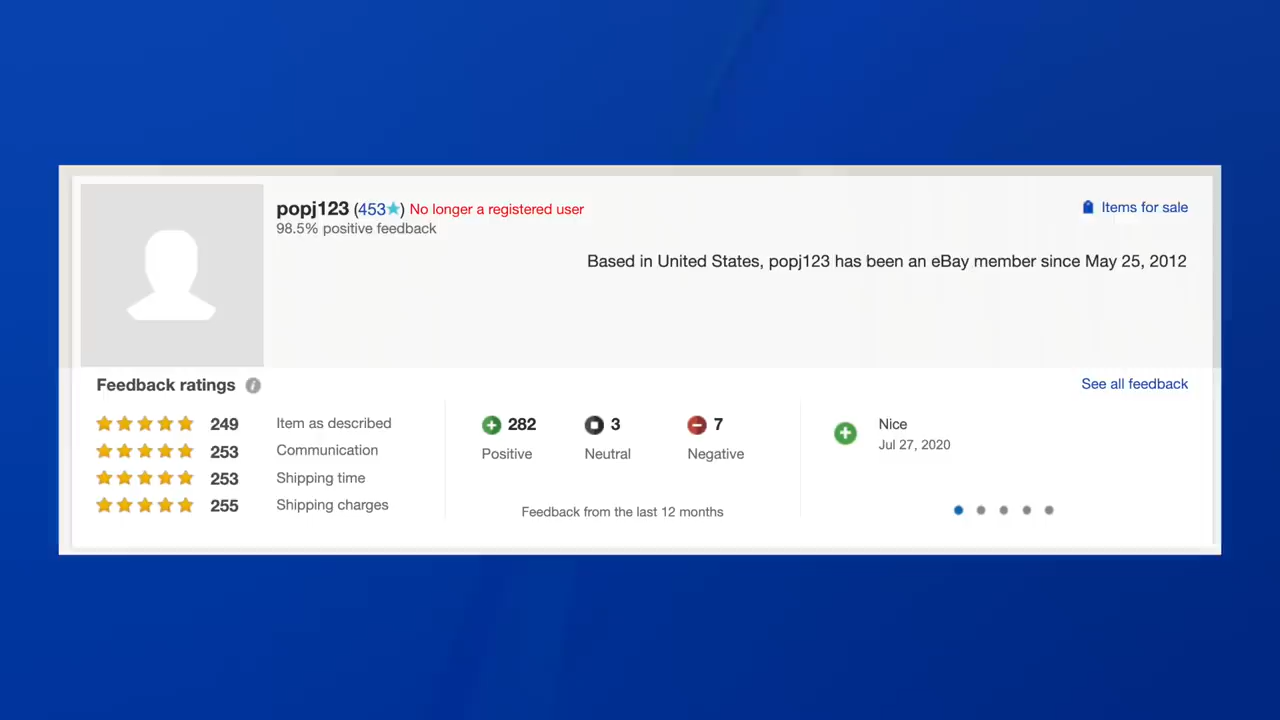 popj123 (453★) No longer a registered user
98.5% positive feedback
Items for sale
Based in United States, popj123 has been an eBay member since May 25, 2012
Feedback ratings
See all feedback
249 Item as described
253 Communication
253 Shipping time
255 Shipping charges
282 Positive
3 Neutral
7 Negative
Feedback from the last 12 months
Nice
Jul 27, 2020